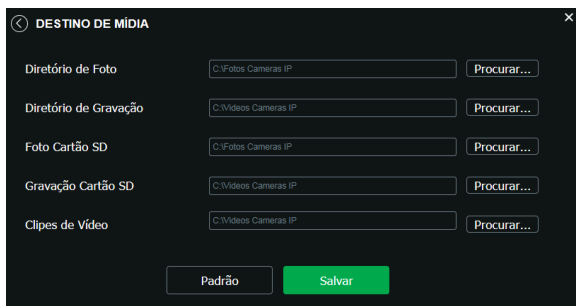 DESTINO DE MÍDIA
Diretório de Foto C:\Fotos Cameras IP Procurar...
Diretório de Gravação C:\Videos Cameras IP Procurar...
Foto Cartão SD C:\Fotos Cameras IP Procurar...
Gravação Cartão SD C:\Videos Cameras IP Procurar...
Clipes de Vídeo C:\Videos Cameras IP Procurar...
Padrão Salvar